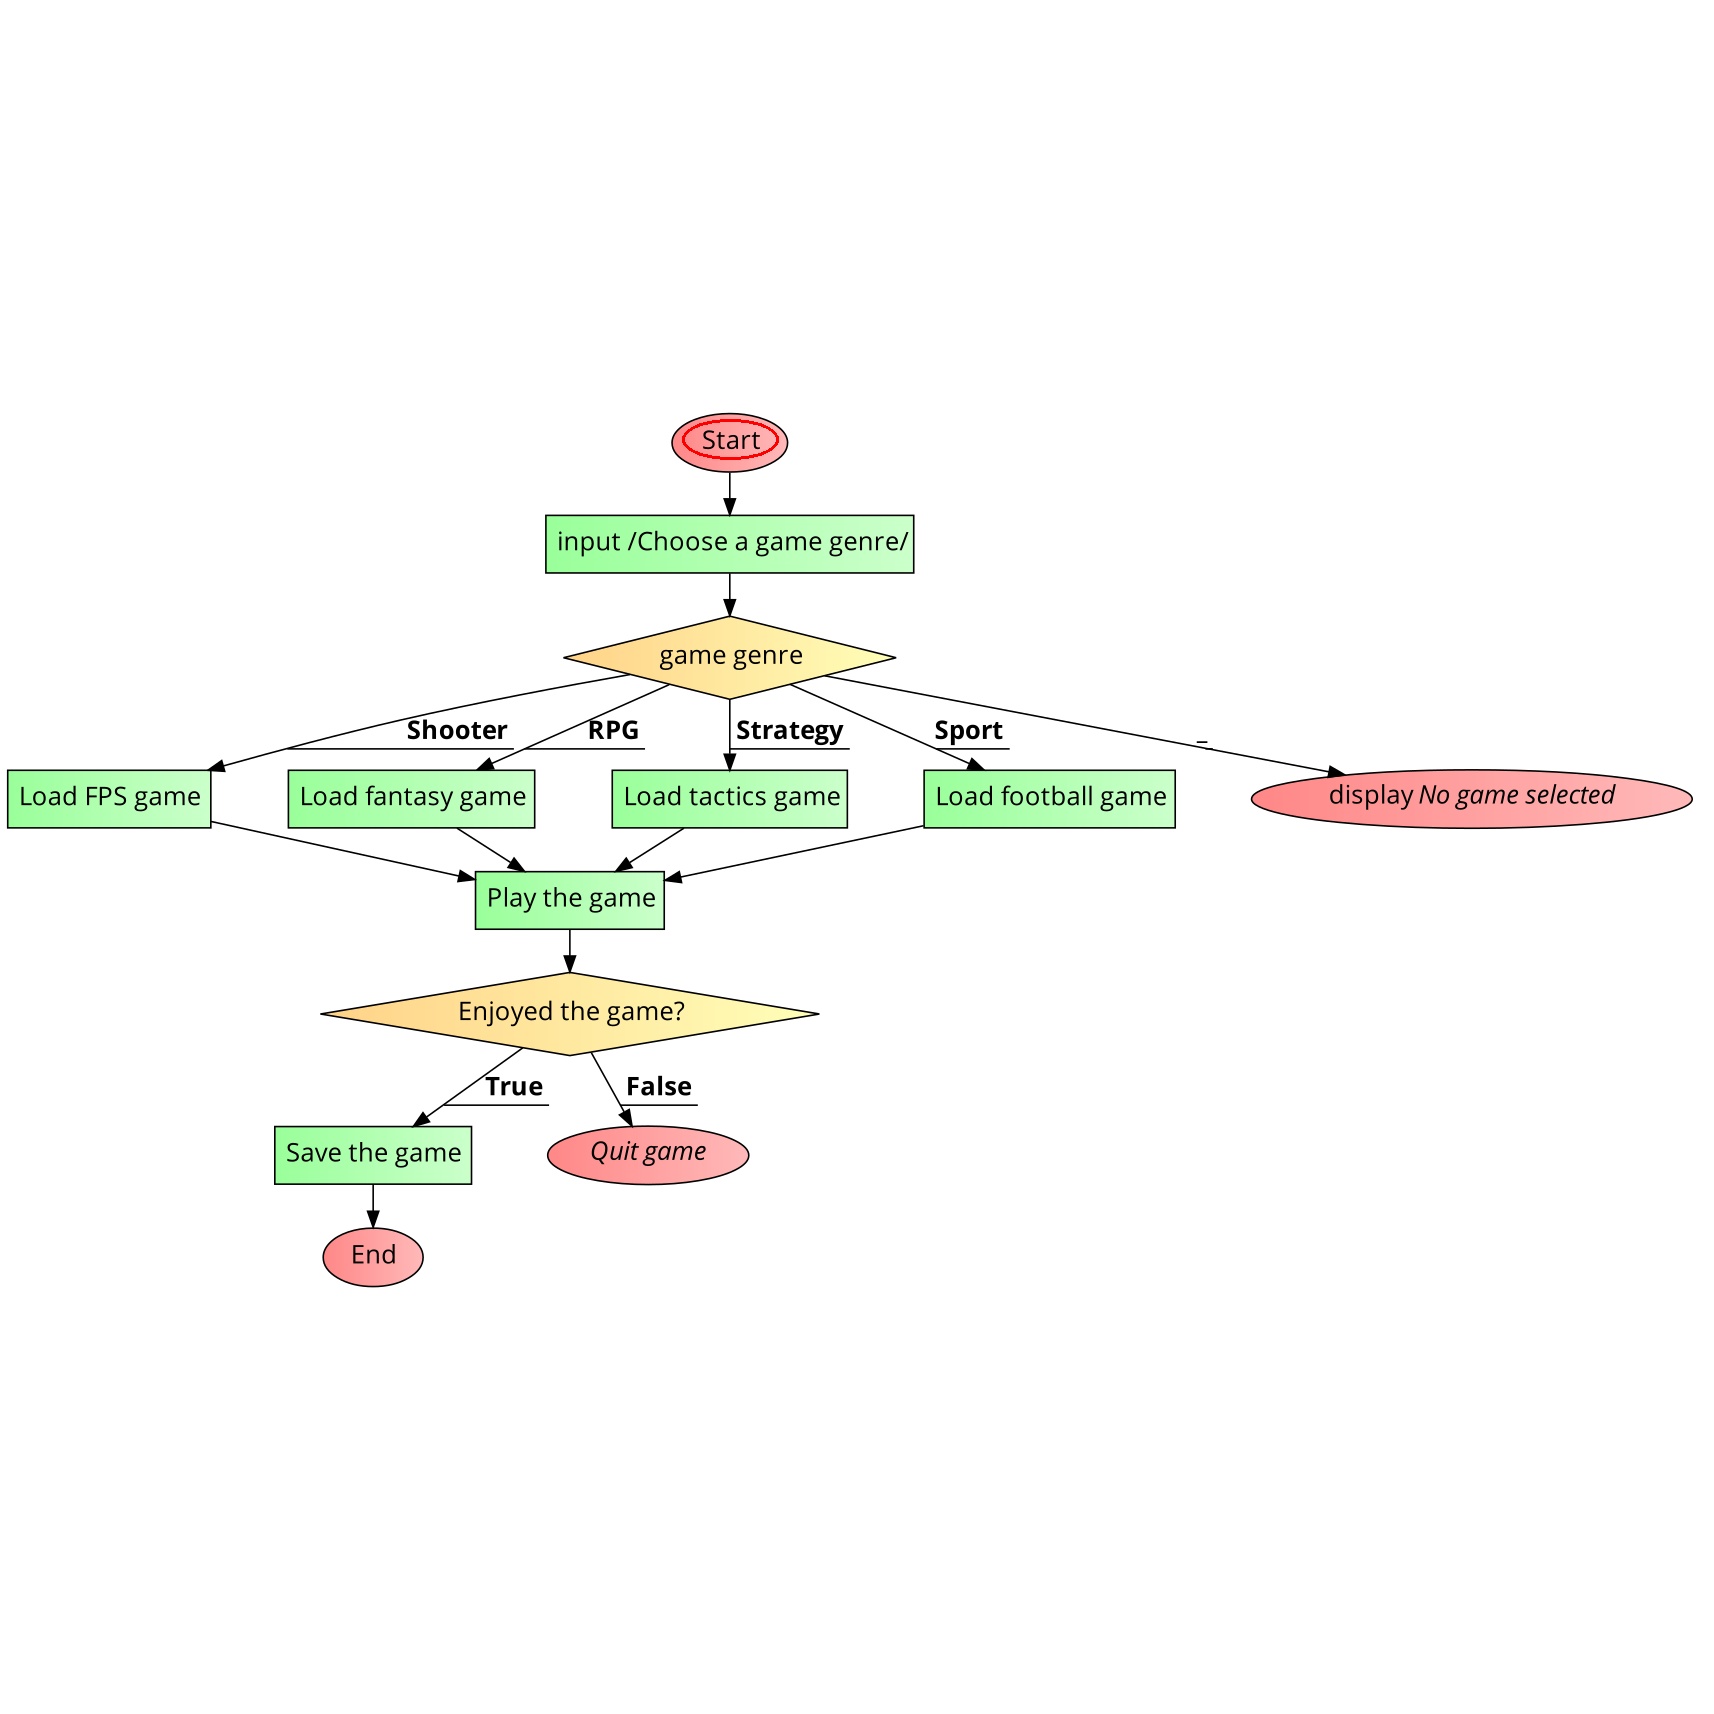 Start
input /Choose a game genre/
game genre
Shooter
RPG
Strategy
Sport
_
Load FPS game
Load fantasy game
Load tactics game
Load football game
display No game selected
Play the game
Enjoyed the game?
True
False
Save the game
Quit game
End